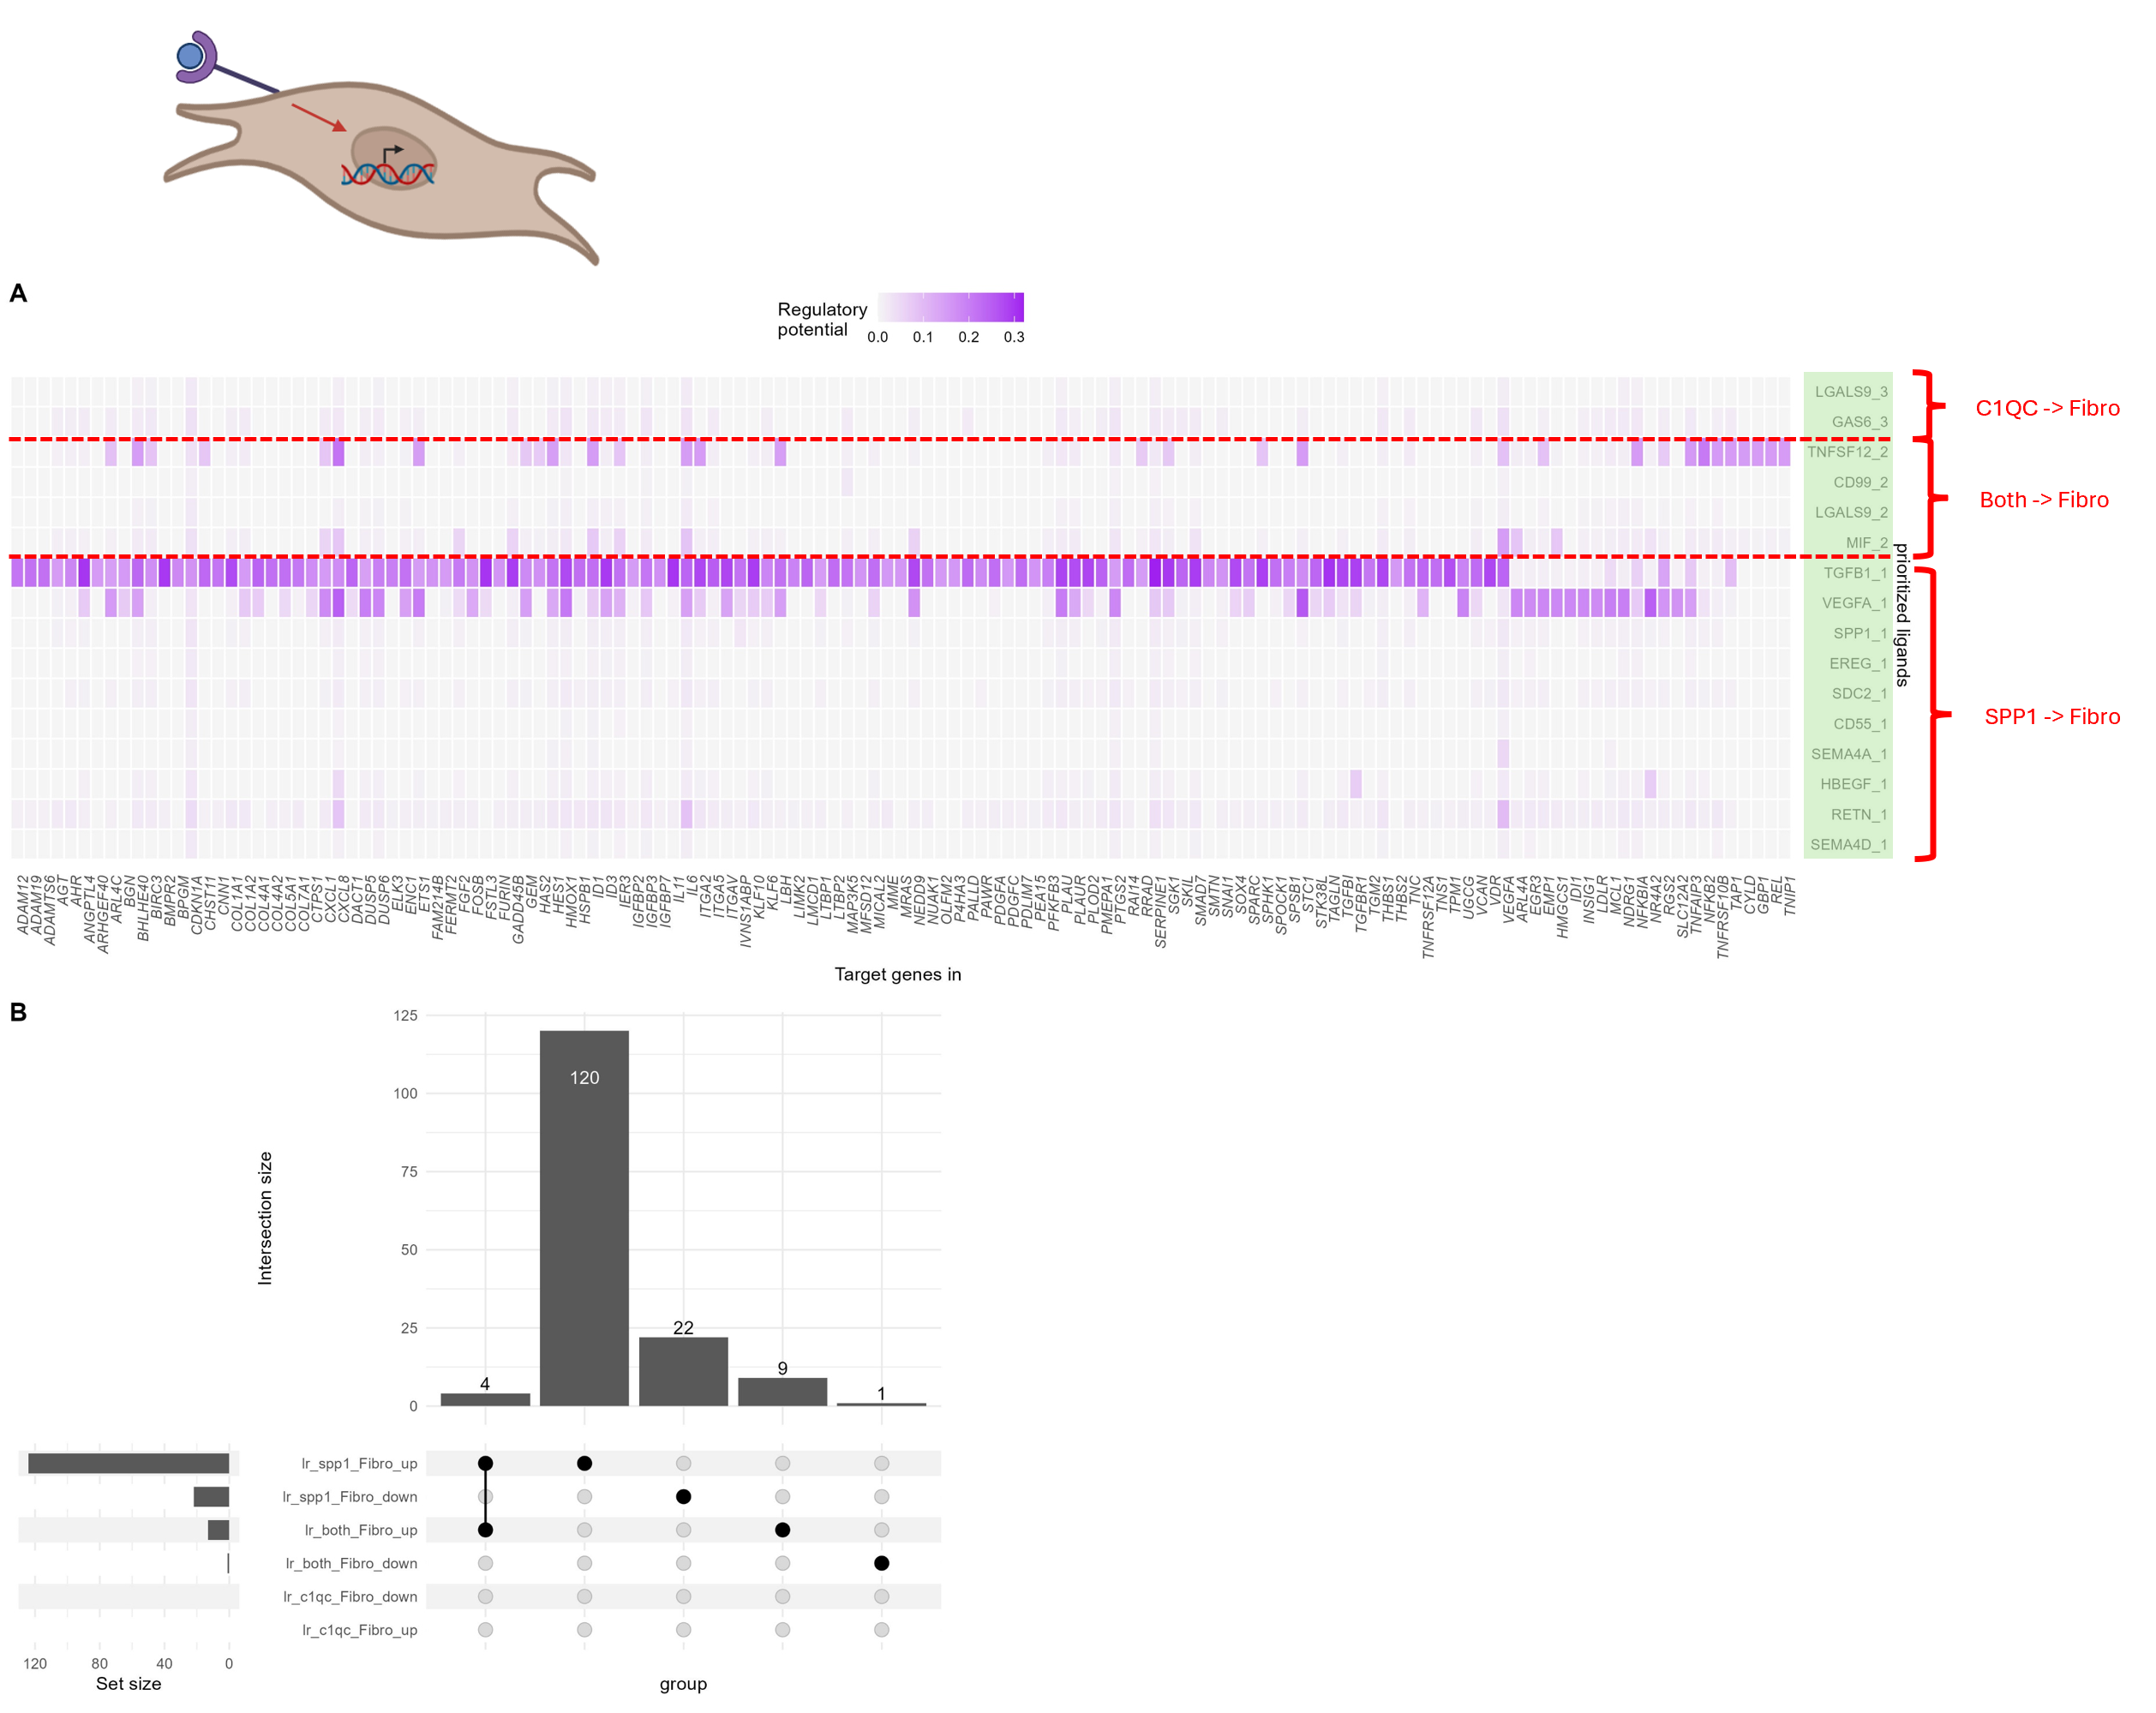 A
Regulatory
potential
0.0 0.1 0.2 0.3
LGALS9_3
GAS6_3
TNFSF12_2
CD99_2
LGALS9_2
MIF_2
TGFB1_1
VEGFA_1
SPP1_1
EREG_1
SDC2_1
CD55_1
SEMA4A_1
HBEGF_1
RETN_1
SEMA4D_1
prioritized ligands
C1QC -> Fibro
Both -> Fibro
SPP1 -> Fibro
ADAM12
ADAM19
ADAMTS6
AGT
AHR
ANGPTL4
ARHGEF40
ARL4C
BGN
BHLHE40
BIRC3
BMPR2
BPGM
CDKN1A
CHST11
CNN1
COL1A1
COL1A2
COL4A1
COL4A2
COL5A1
COL7A1
CTPS1
CXCL1
CXCL8
DACT1
DUSP5
DUSP6
ELK3
ENC1
ETS1
FAM214B
FERMT2
FGF2
FOSB
FSTL3
FURIN
GADD45B
GEM
HAS2
HES1
HMOX1
HSPB1
ID1
ID3
IER3
IGFBP2
IGFBP3
IGFBP7
IL11
IL6
ITGA2
ITGA5
ITGAV
IVNS1ABP
KLF10
KLF6
LBH
LIMK2
LMCD1
LTBP1
LTBP2
MAP3K5
MFSD12
MICAL2
MME
MRAS
NEDD9
NUAK1
OLFM2
P4HA3
PALLD
PAWR
PDGFA
PDGFC
PDLIM7
PEA15
PFKFB3
PLAU
PLAUR
PLOD2
PMEPA1
PTGS2
RAI14
RRAD
SERPINE1
SGK1
SKIL
SMAD7
SMTN
SNAI1
SOX4
SPARC
SPHK1
SPOCK1
SPSB1
STC1
STK38L
TAGLN
TGFBI
TGFBR1
TGM2
THBS1
THBS2
TNC
TNFRSF12A
TNS1
TPM1
UGCG
VCAN
VDR
VEGFA
ARL4A
EGR3
EMP1
HMGCS1
IDI1
INSIG1
LDLR
MCL1
NDRG1
NFKBIA
NR4A2
RGS2
SLC12A2
TNFAIP3
NFKB2
TNFRSF10B
TAP1
CYLD
GBP1
REL
TNIP1
Target genes in
B
Intersection size
125
100
75
50
25
0
4
120
22
9
1
lr_spp1_Fibro_up
lr_spp1_Fibro_down
lr_both_Fibro_up
lr_both_Fibro_down
lr_c1qc_Fibro_down
lr_c1qc_Fibro_up
120 80 40 0
Set size
group